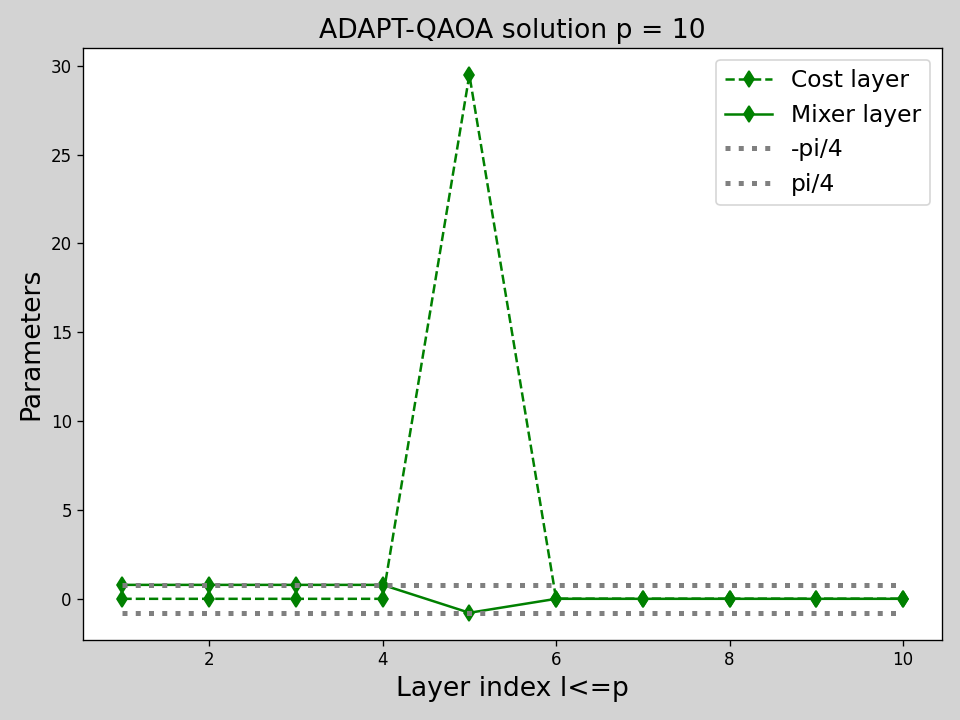 ADAPT-QAOA solution p = 10
30
25
20
15
10
5
0
Parameters
Cost layer
Mixer layer
-pi/4
pi/4
2
4
6
8
10
Layer index l<=p